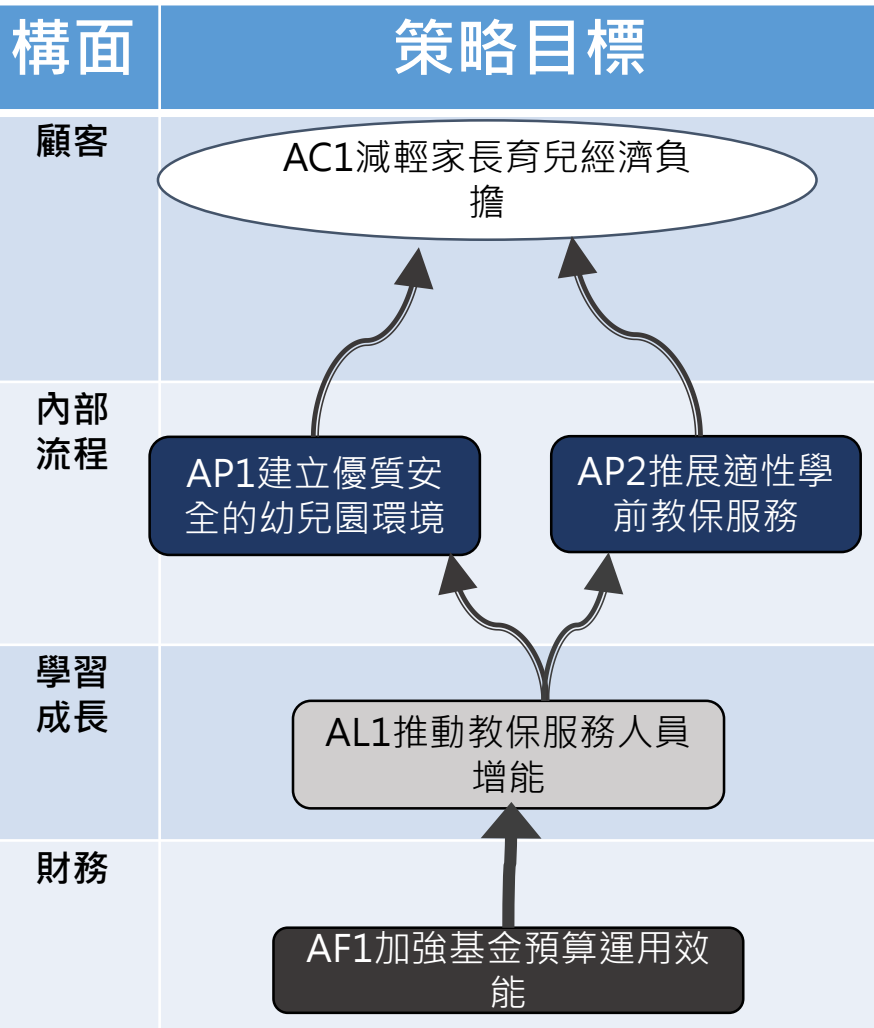 構面
策略目標
顧客
AC1減輕家長育兒經濟負
擔
內部
流程
AP1建立優質安
全的幼兒園環境
AP2推展適性學
前教保服務
學習
成長
AL1推動教保服務人員
增能
財務
AF1加強基金預算運用效
能